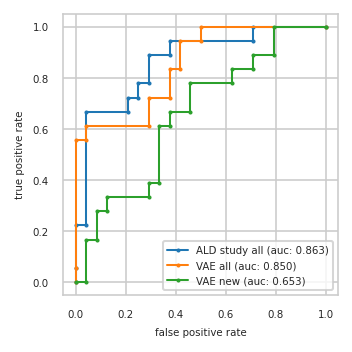 true positive rate
1.0
0.8
0.6
0.4
0.2
0.0
ALD study all (auc: 0.863)
VAE all (auc: 0.850)
VAE new (auc: 0.653)
0.0 0.2 0.4 0.6 0.8 1.0
false positive rate